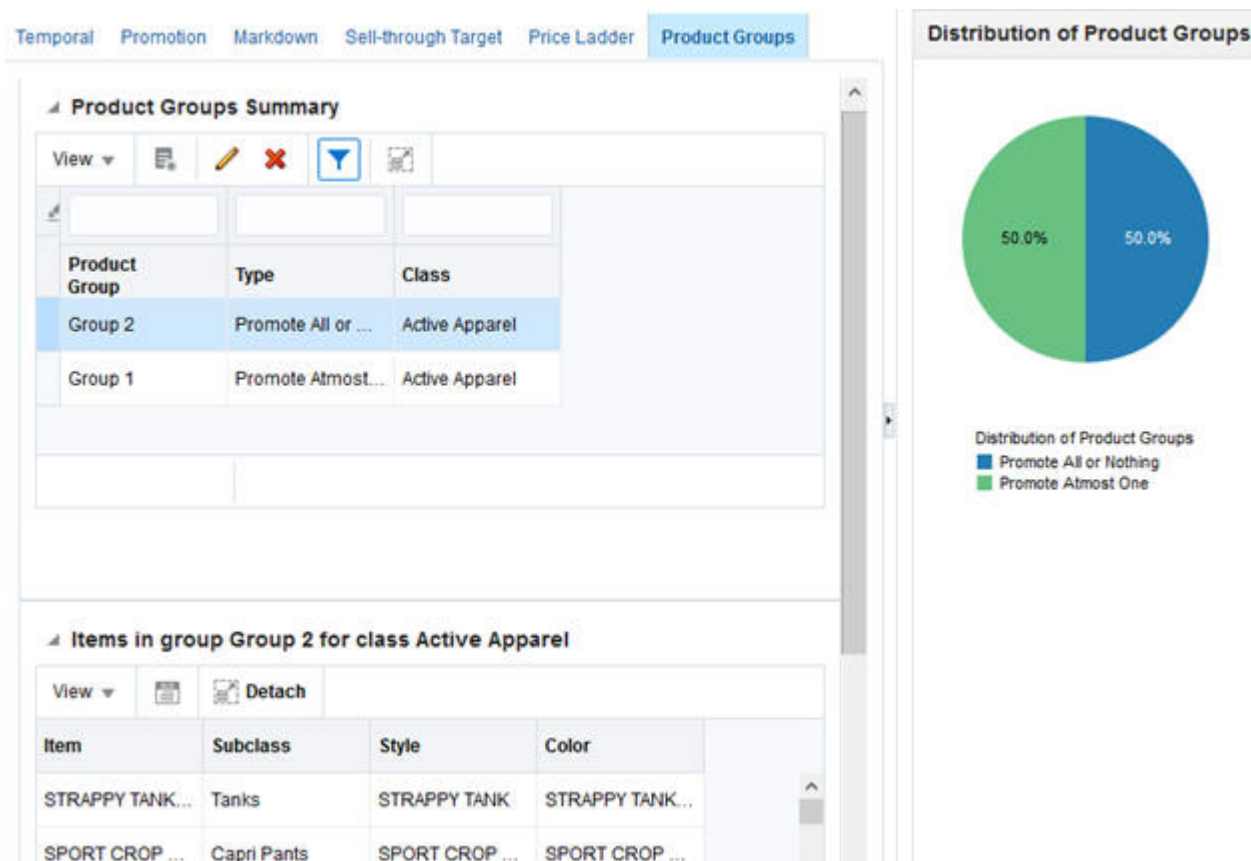 Temporal Promotion Markdown Sell-through Target Price Ladder Product Groups
Product Groups Summary
View
Product
Group
Type
Class
Group 2 Promote All or ... Active Apparel
Group 1 Promote Atmost... Active Apparel
Items in group Group 2 for class Active Apparel
View Detach
Item Subclass Style Color
STRAPPY TANK... Tanks STRAPPY TANK STRAPPY TANK...
SPORT CROP ... Capri Pants SPORT CROP ... SPORT CROP ...
Distribution of Product Groups
50.0% 50.0%
Distribution of Product Groups
Promote All or Nothing
Promote Atmost One